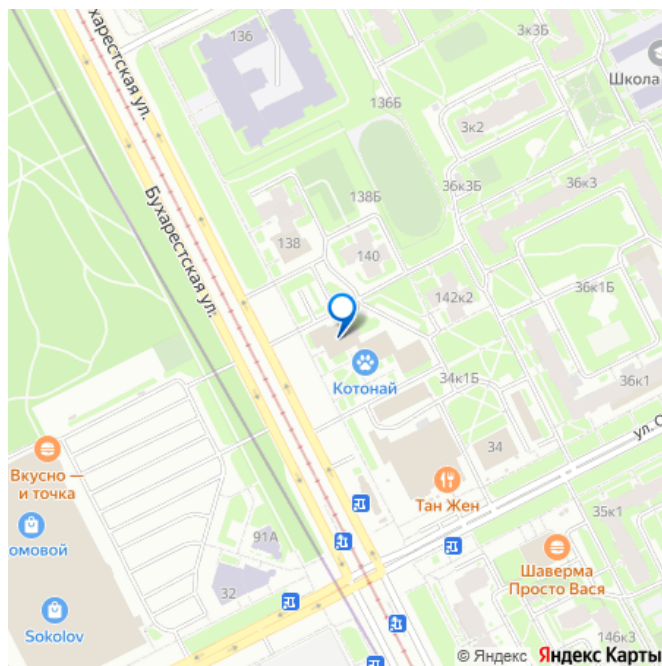 136
3к3Б
Школа
харестская ул.
136Б
3к2
138Б
36к3Б
36к3
Бухарестская ул.
138
140
142к2
36к1Б
Котонай
34к1Б
36к1
ул. С
34
Вкусно —
и точка
Тан Жен
омовой
91А
35к1
Шаверма
Просто Вася
32
Sokolov
146к3
© Яндекс Яндекс Карты